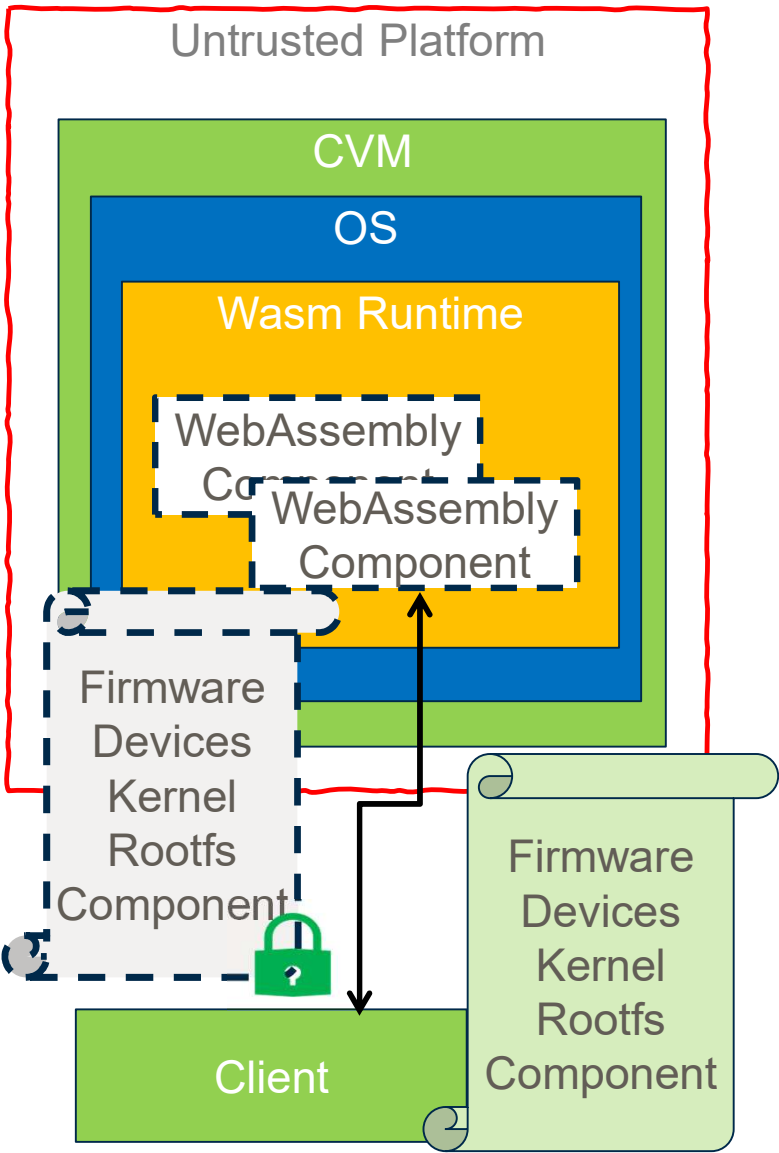 Untrusted Platform
CVM
OS
Wasm Runtime
WebAssembly
Component
WebAssembly
Component
Firmware
Devices
Kernel
Rootfs
Component
Firmware
Devices
Kernel
Rootfs
Component
Client